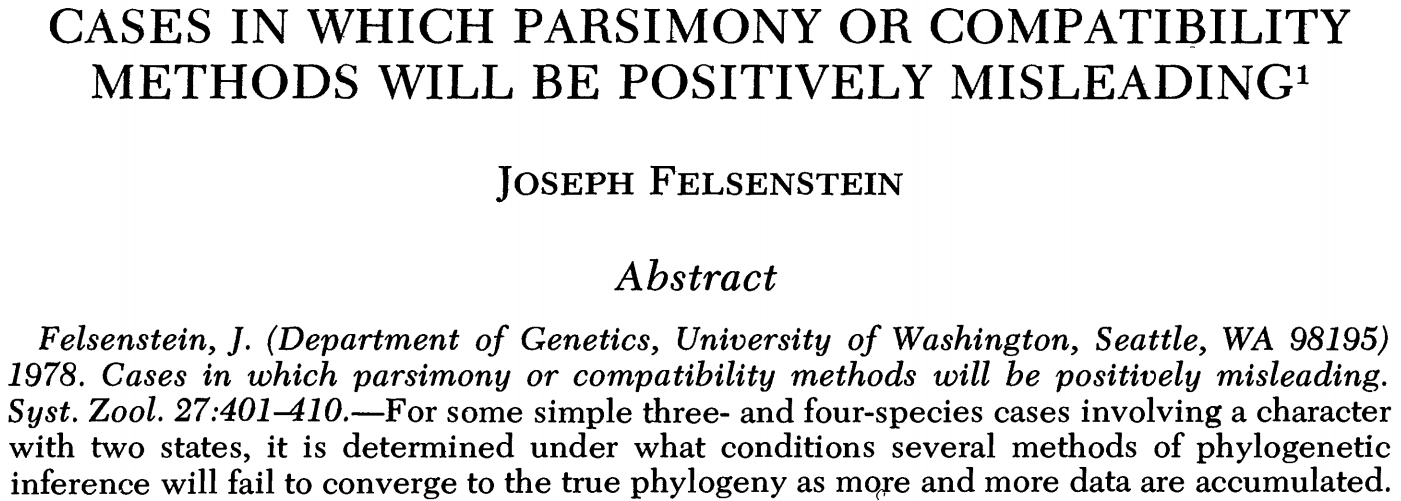 CASES IN WHICH PARSIMONY OR COMPATIBILITY
METHODS WILL BE POSITIVELY MISLEADING¹
JOSEPH FELSENSTEIN
Abstract
Felsenstein, J. (Department of Genetics, University of Washington, Seattle, WA 98195)
1978. Cases in which parsimony or compatibility methods will be positively misleading.
Syst. Zool. 27:401–410.—For some simple three- and four-species cases involving a character
with two states, it is determined under what conditions several methods of phylogenetic
inference will fail to converge to the true phylogeny as more and more data are accumulated.